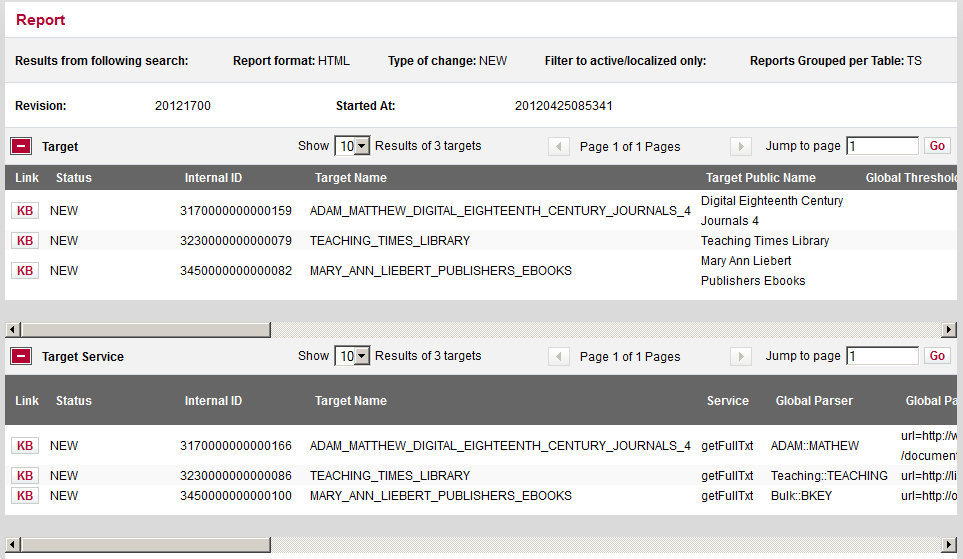 Report
Results from following search: Report format: HTML Type of change: NEW Filter to active/localized only: Reports Grouped per Table: TS
Revision: 20121700 Started At: 20120425085341
Target Show 10 Results of 3 targets Page 1 of 1 Pages Jump to page 1 Go
Link Status Internal ID Target Name Target Public Name Global Threshold
KB NEW 3170000000000159 ADAM_MATTHEW_DIGITAL_EIGHTEENTH_CENTURY_JOURNALS_4 Digital Eighteenth Century
Journals 4
KB NEW 3230000000000079 TEACHING_TIMES_LIBRARY Teaching Times Library
KB NEW 3450000000000082 MARY_ANN_LIEBERT_PUBLISHERS_EBOOKS Mary Ann Liebert
Publishers Ebooks
Target Service Show 10 Results of 3 targets Page 1 of 1 Pages Jump to page 1 Go
Link Status Internal ID Target Name Service Global Parser Global Pa
KB NEW 3170000000000166 ADAM_MATTHEW_DIGITAL_EIGHTEENTH_CENTURY_JOURNALS_4 getFullTxt ADAM::MATHEW url=http://w
/documen
KB NEW 3230000000000086 TEACHING_TIMES_LIBRARY getFullTxt Teaching::TEACHING url=http://li
KB NEW 3450000000000100 MARY_ANN_LIEBERT_PUBLISHERS_EBOOKS getFullTxt Bulk::BKEY url=http://o